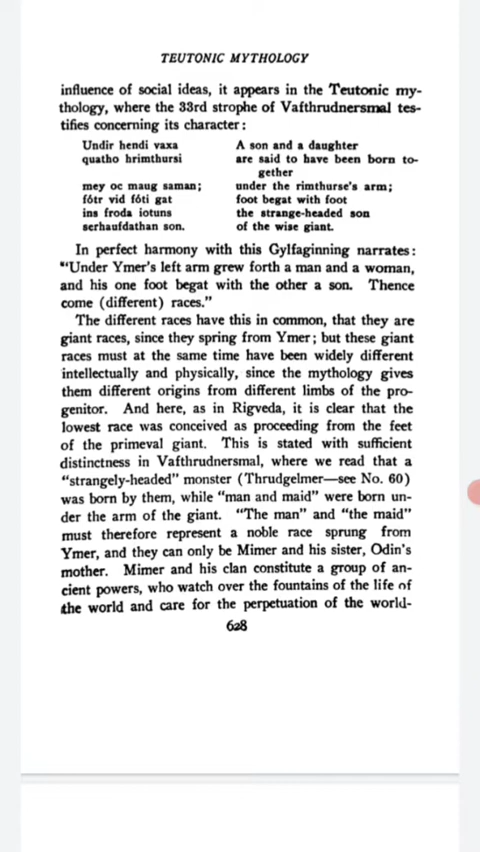 TEUTONIC MYTHOLOGY
influence of social ideas, it appears in the Teutonic my-
thology, where the 33rd strophe of Vafthrudnersmal tes-
tifies concerning its character:
Undir hendi vaxa
quatho hrimthursi
mey oc maug saman;
fótr vid fóti gat
ins froda iotuns
serhaufdathan son.
A son and a daughter
are said to have been born to-
gether
under the rimthurse's arm;
foot begat with foot
the strange-headed son
of the wise giant.
In perfect harmony with this Gylfaginning narrates:
"Under Ymer's left arm grew forth a man and a woman,
and his one foot begat with the other a son. Thence
come (different) races."
The different races have this in common, that they are
giant races, since they spring from Ymer; but these giant
races must at the same time have been widely different
intellectually and physically, since the mythology gives
them different origins from different limbs of the pro-
genitor. And here, as in Rigveda, it is clear that the
lowest race was conceived as proceeding from the feet
of the primeval giant. This is stated with sufficient
distinctness in Vafthrudnersmal, where we read that a
"strangely-headed" monster (Thrudgelmer—see No. 60)
was born by them, while "man and maid" were born un-
der the arm of the giant. "The man" and "the maid"
must therefore represent a noble race sprung from
Ymer, and they can only be Mimer and his sister, Odin's
mother. Mimer and his clan constitute a group of an-
cient powers, who watch over the fountains of the life of
the world and care for the perpetuation of the world-
628